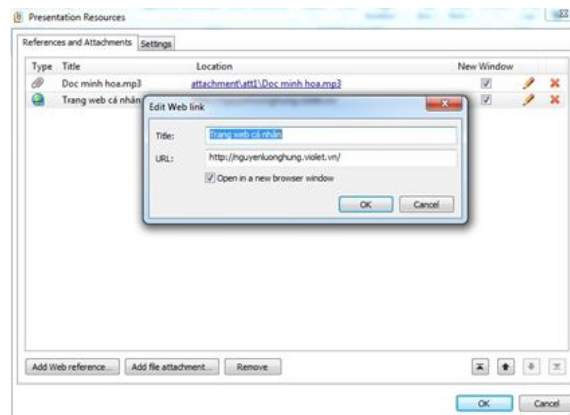 Presentation Resources
References and Attachments Settings
Type Title Location New Window
Doc minh hoa.mp3 attachment\att1\Doc minh hoa.mp3
Trang web cá nhân
Edit Web link
Title: Trang web cá nhân
URL: http://nguyenluonghung.violet.vn/
Open in a new browser window
OK Cancel
Add Web reference... Add file attachment... Remove
OK Cancel